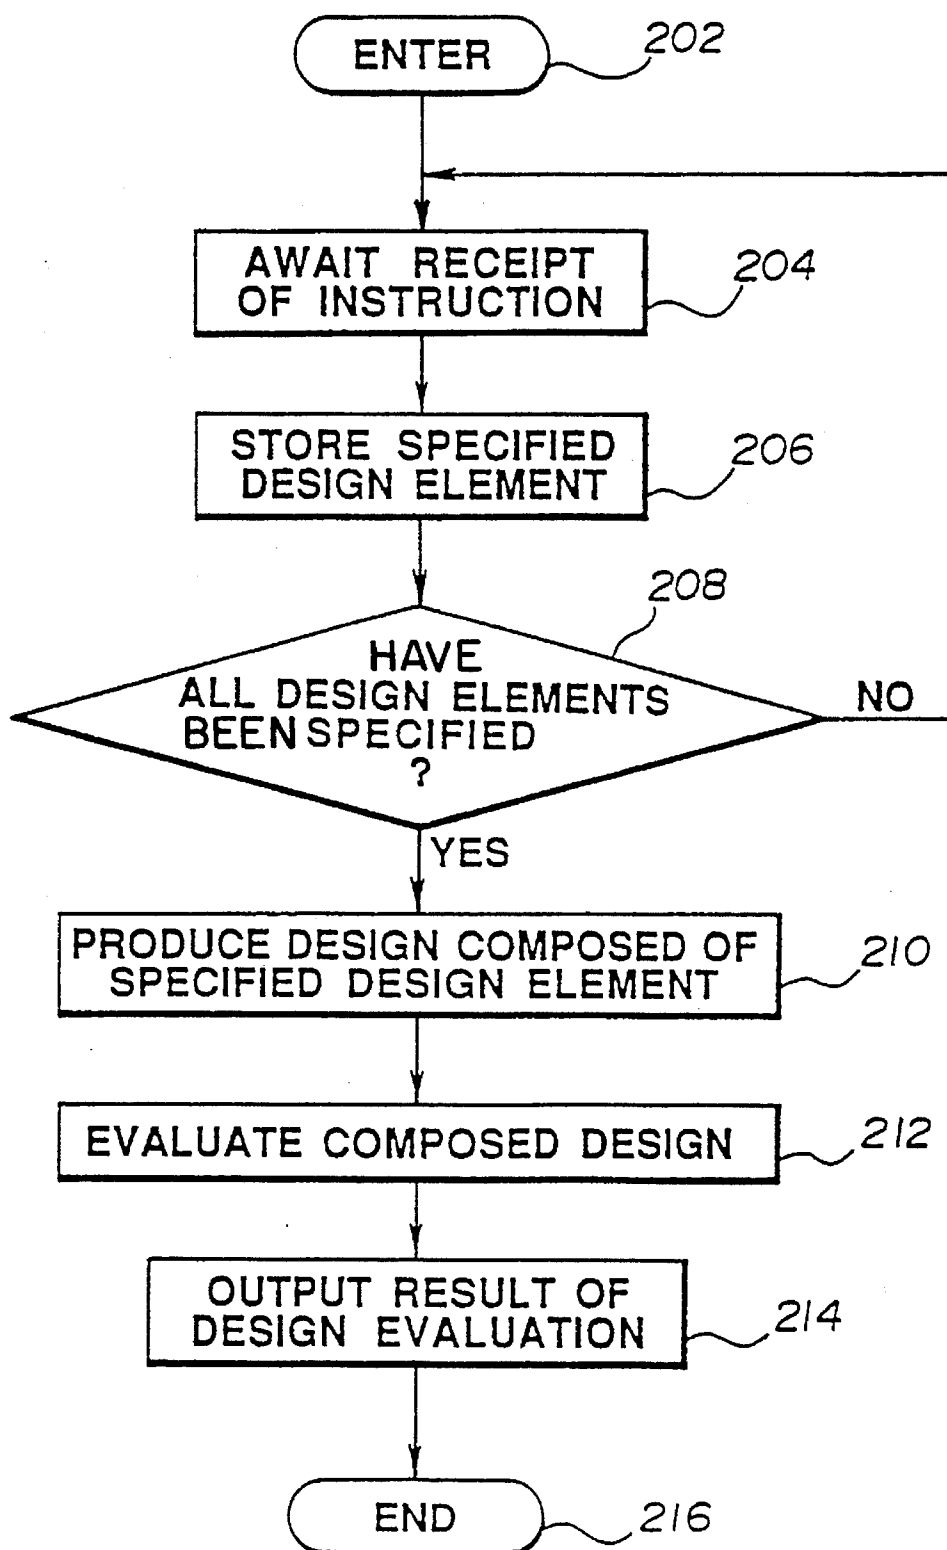 ENTER
202
AWAIT RECEIPT
OF INSTRUCTION
204
STORE SPECIFIED
DESIGN ELEMENT
206
208
HAVE
ALL DESIGN ELEMENTS
BEEN SPECIFIED
?
NO
YES
PRODUCE DESIGN COMPOSED OF
SPECIFIED DESIGN ELEMENT
210
EVALUATE COMPOSED DESIGN
212
OUTPUT RESULT OF
DESIGN EVALUATION
214
END
216